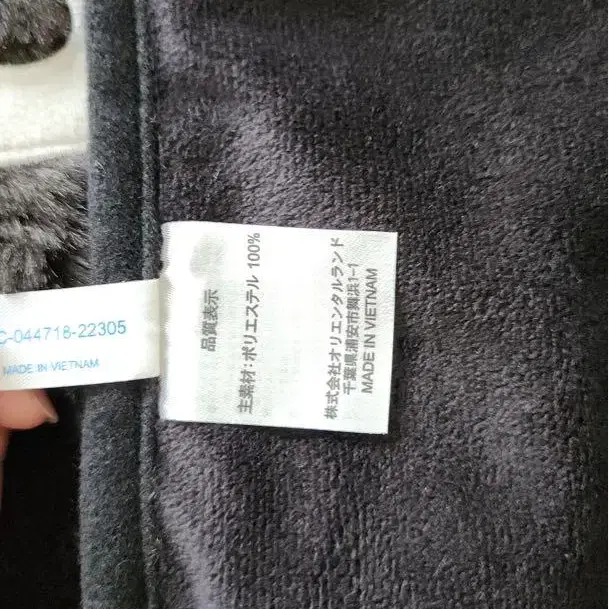 C-044718-22305
MADE IN VIETNAM
品質表示
主素材:ポリエステル 100%
株式会社オリエンタルランド
千葉県浦安市舞浜1-1
MADE IN VIETNAM